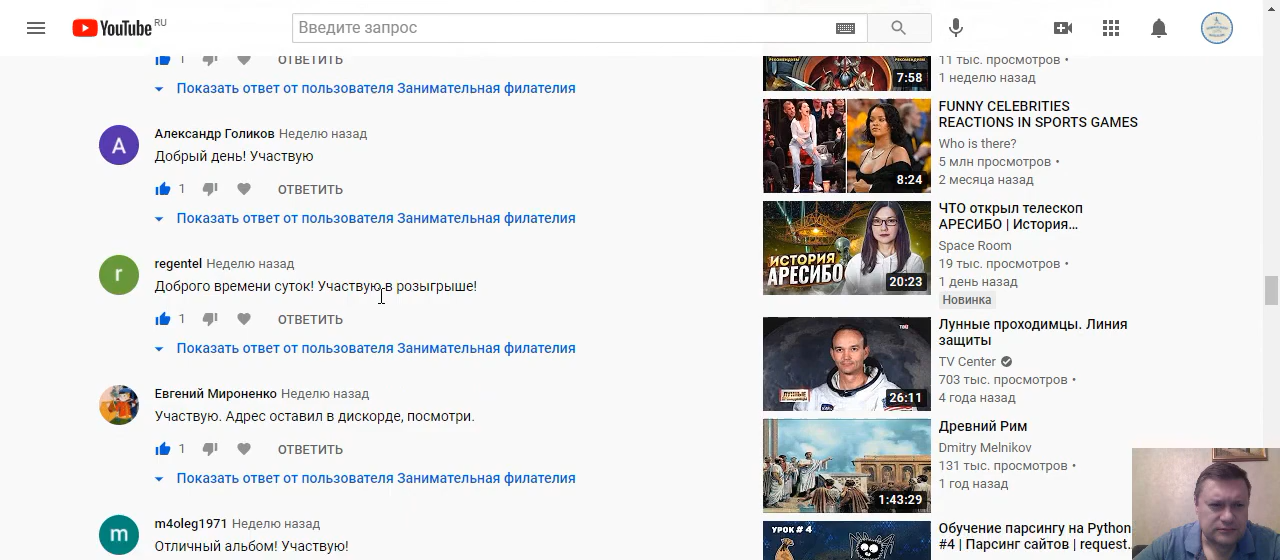 YouTube RU
Введите запрос
1 ОТВЕТИТЬ
Показать ответ от пользователя Занимательная филателия
Александр Голиков Неделю назад
Добрый день! Участвую
1 ОТВЕТИТЬ
Показать ответ от пользователя Занимательная филателия
regentel Неделю назад
Доброго времени суток! Участвую в розыгрыше!
1 ОТВЕТИТЬ
Показать ответ от пользователя Занимательная филателия
Евгений Мироненко Неделю назад
Участвую. Адрес оставил в дискорде, посмотри.
1 ОТВЕТИТЬ
Показать ответ от пользователя Занимательная филателия
m4oleg1971 Неделю назад
Отличный альбом! Участвую!
7:58
11 тыс. просмотров •
1 неделю назад
8:24
FUNNY CELEBRITIES
REACTIONS IN SPORTS GAMES
Who is there?
5 млн просмотров •
2 месяца назад
ИСТОРИЯ
АРЕСИБО
20:23
ЧТО открыл телескоп
АРЕСИБО | История...
Space Room
19 тыс. просмотров •
1 день назад
Новинка
26:11
Лунные проходимцы. Линия
защиты
TV Center
703 тыс. просмотров •
4 года назад
1:43:29
Древний Рим
Dmitry Melnikov
131 тыс. просмотров •
1 год назад
УРОК # 4
Обучение парсингу на Python
#4 | Парсинг сайтов | request...